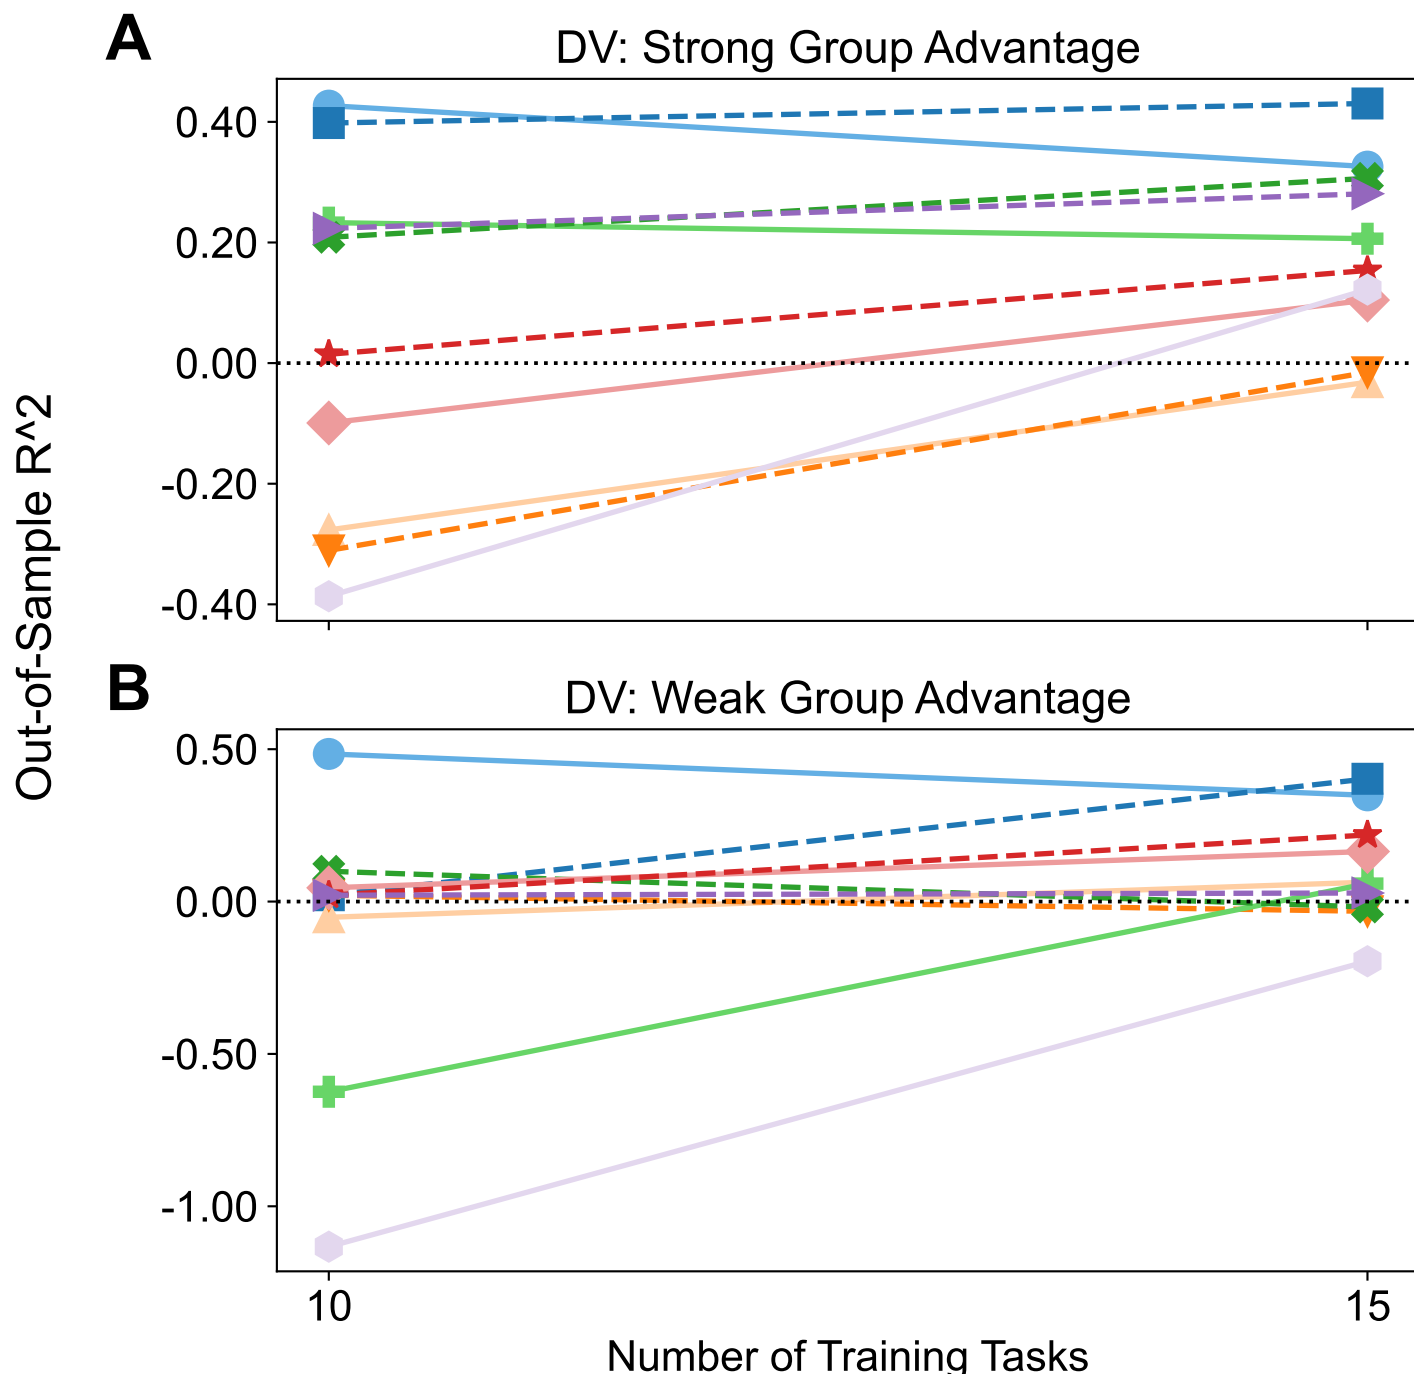 A
DV: Strong Group Advantage
0.40
0.20
0.00
-0.20
-0.40
Out-of-Sample R^2
B
DV: Weak Group Advantage
0.50
0.00
-0.50
-1.00
10
15
Number of Training Tasks